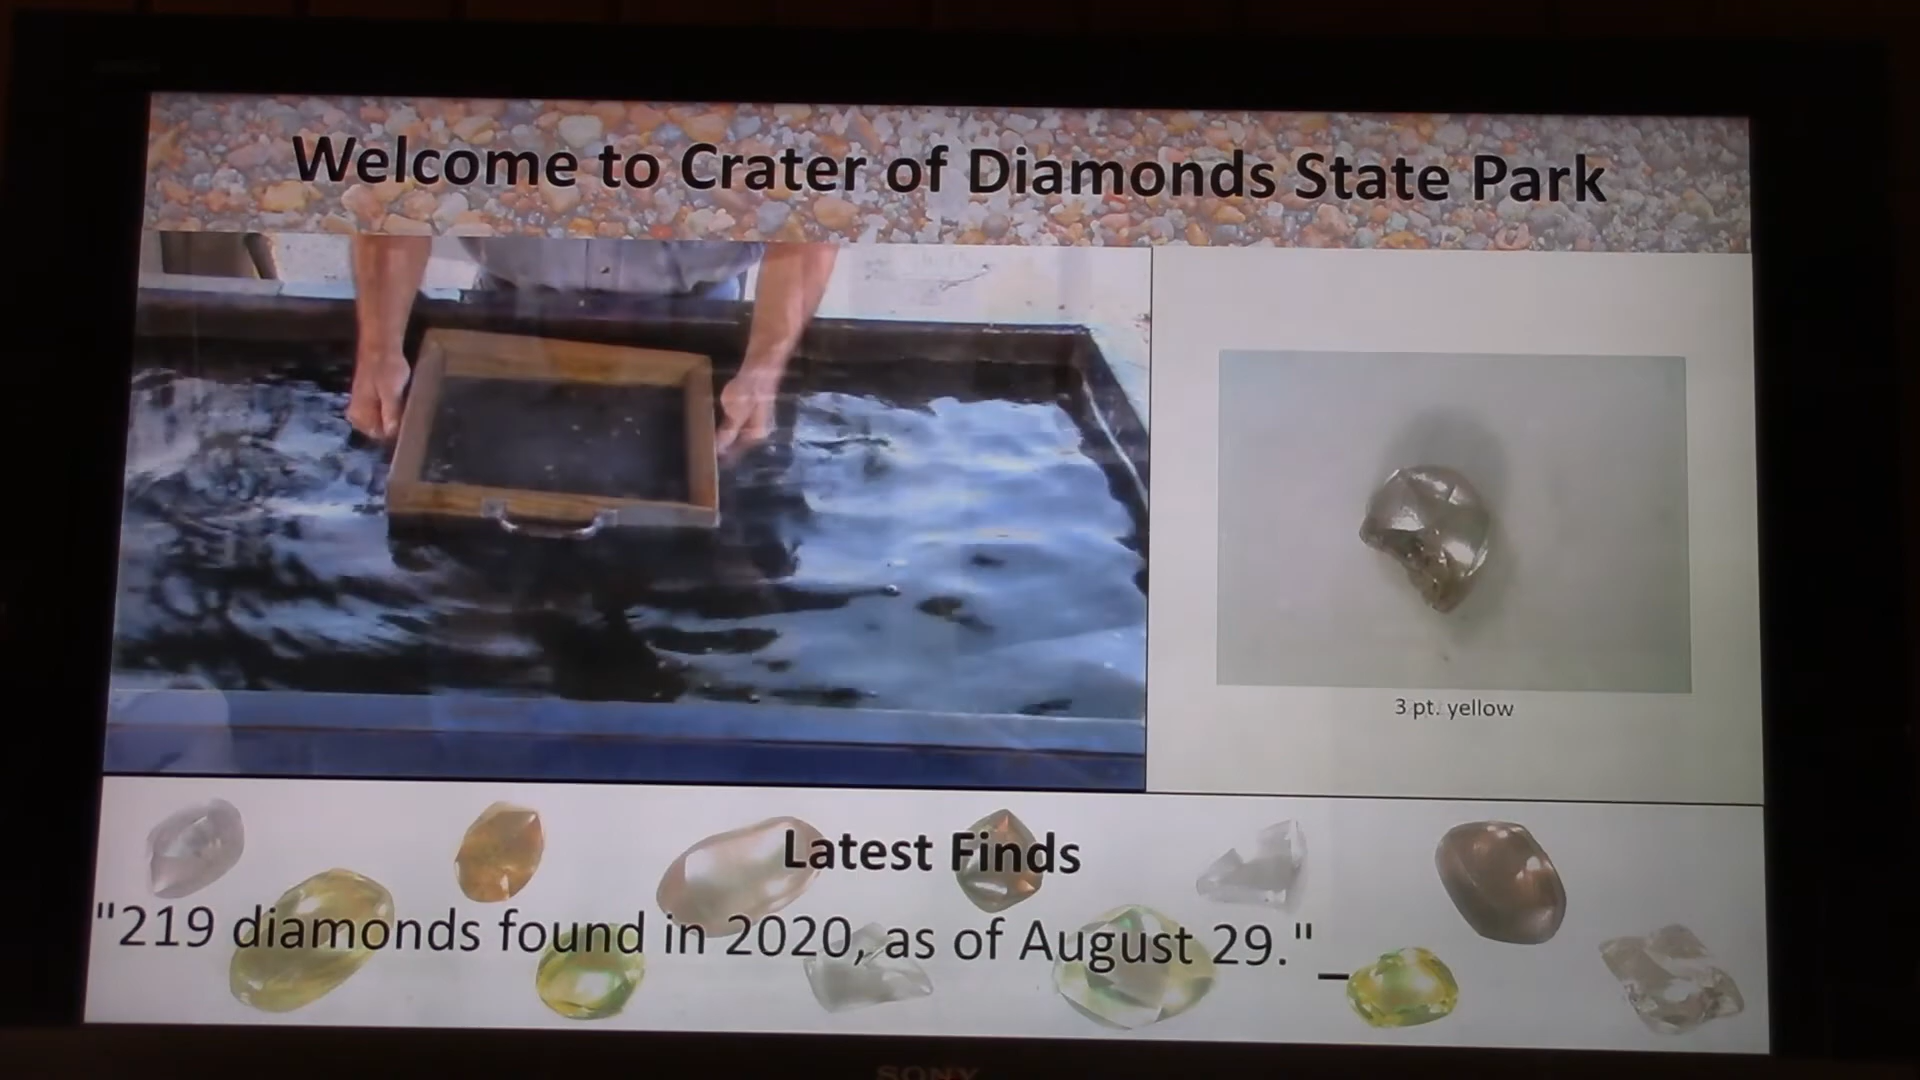 Welcome to Crater of Diamonds State Park
3 pt. yellow
Latest Finds
"219 diamonds found in 2020, as of August 29."_
SONY